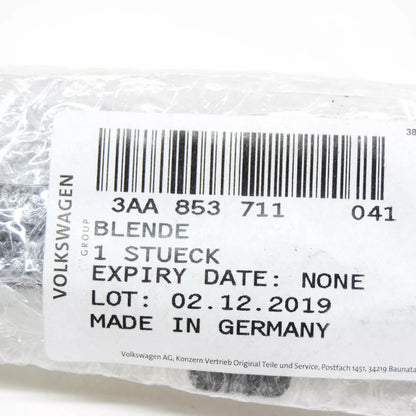 38
3AA 853 711 041
VOLKSWAGEN
GROUP
BLENDE
1 STUECK
EXPIRY DATE: NONE
LOT: 02.12.2019
MADE IN GERMANY
Volkswagen AG, Konzern Vertrieb Original Teile und Service, Postfach 1451, 34219 Baunata